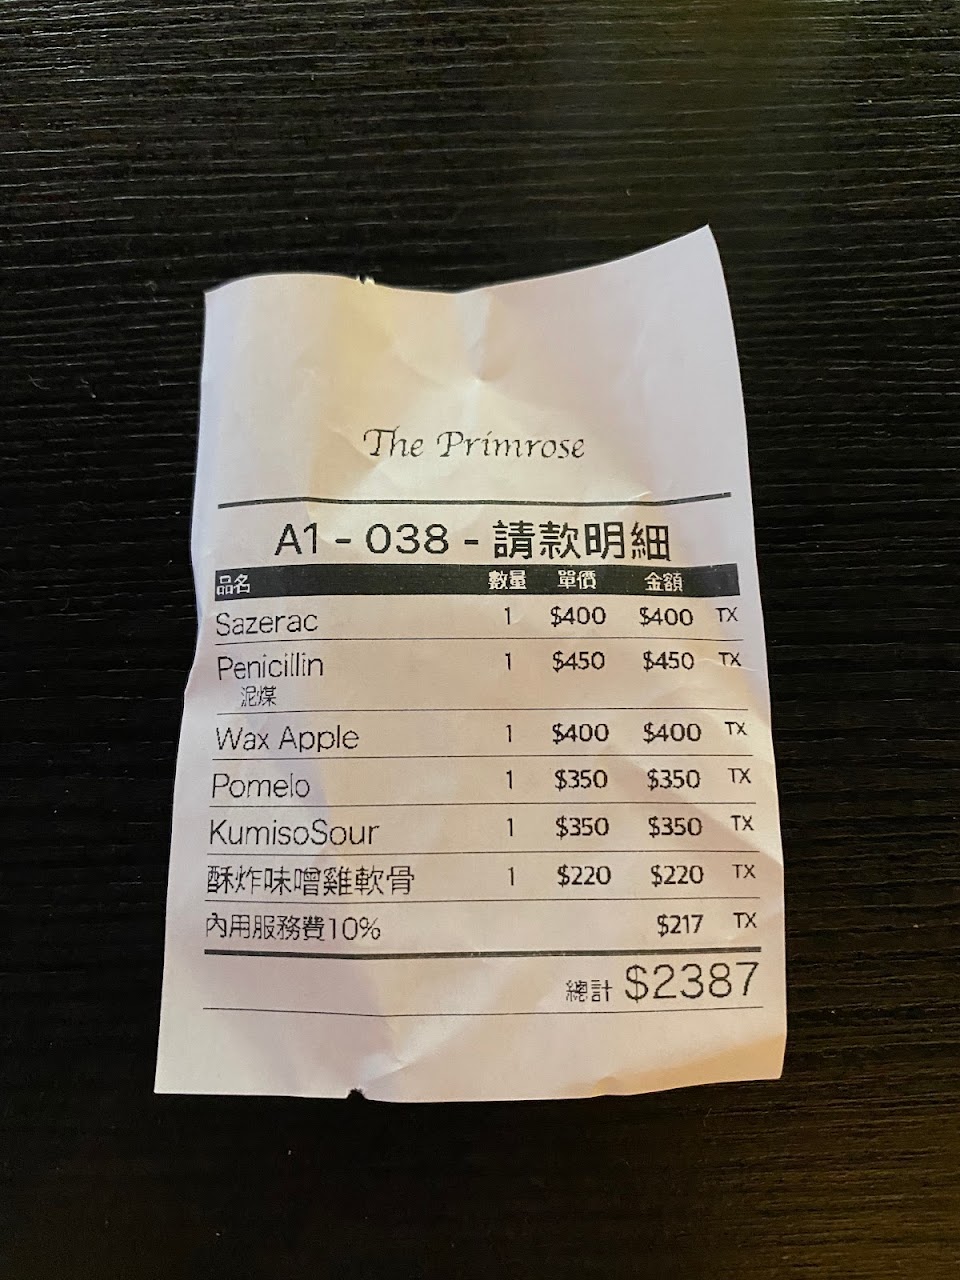 The Primrose
A1 - 038 - 請款明細
品名 數量 單價 金額
Sazerac 1 $400 $400 TX
Penicillin 1 $450 $450 TX
泥煤
Wax Apple 1 $400 $400 TX
Pomelo 1 $350 $350 TX
KumisoSour 1 $350 $350 TX
酥炸味噌雞軟骨 1 $220 $220 TX
內用服務費10% $217 TX
總計 $2387